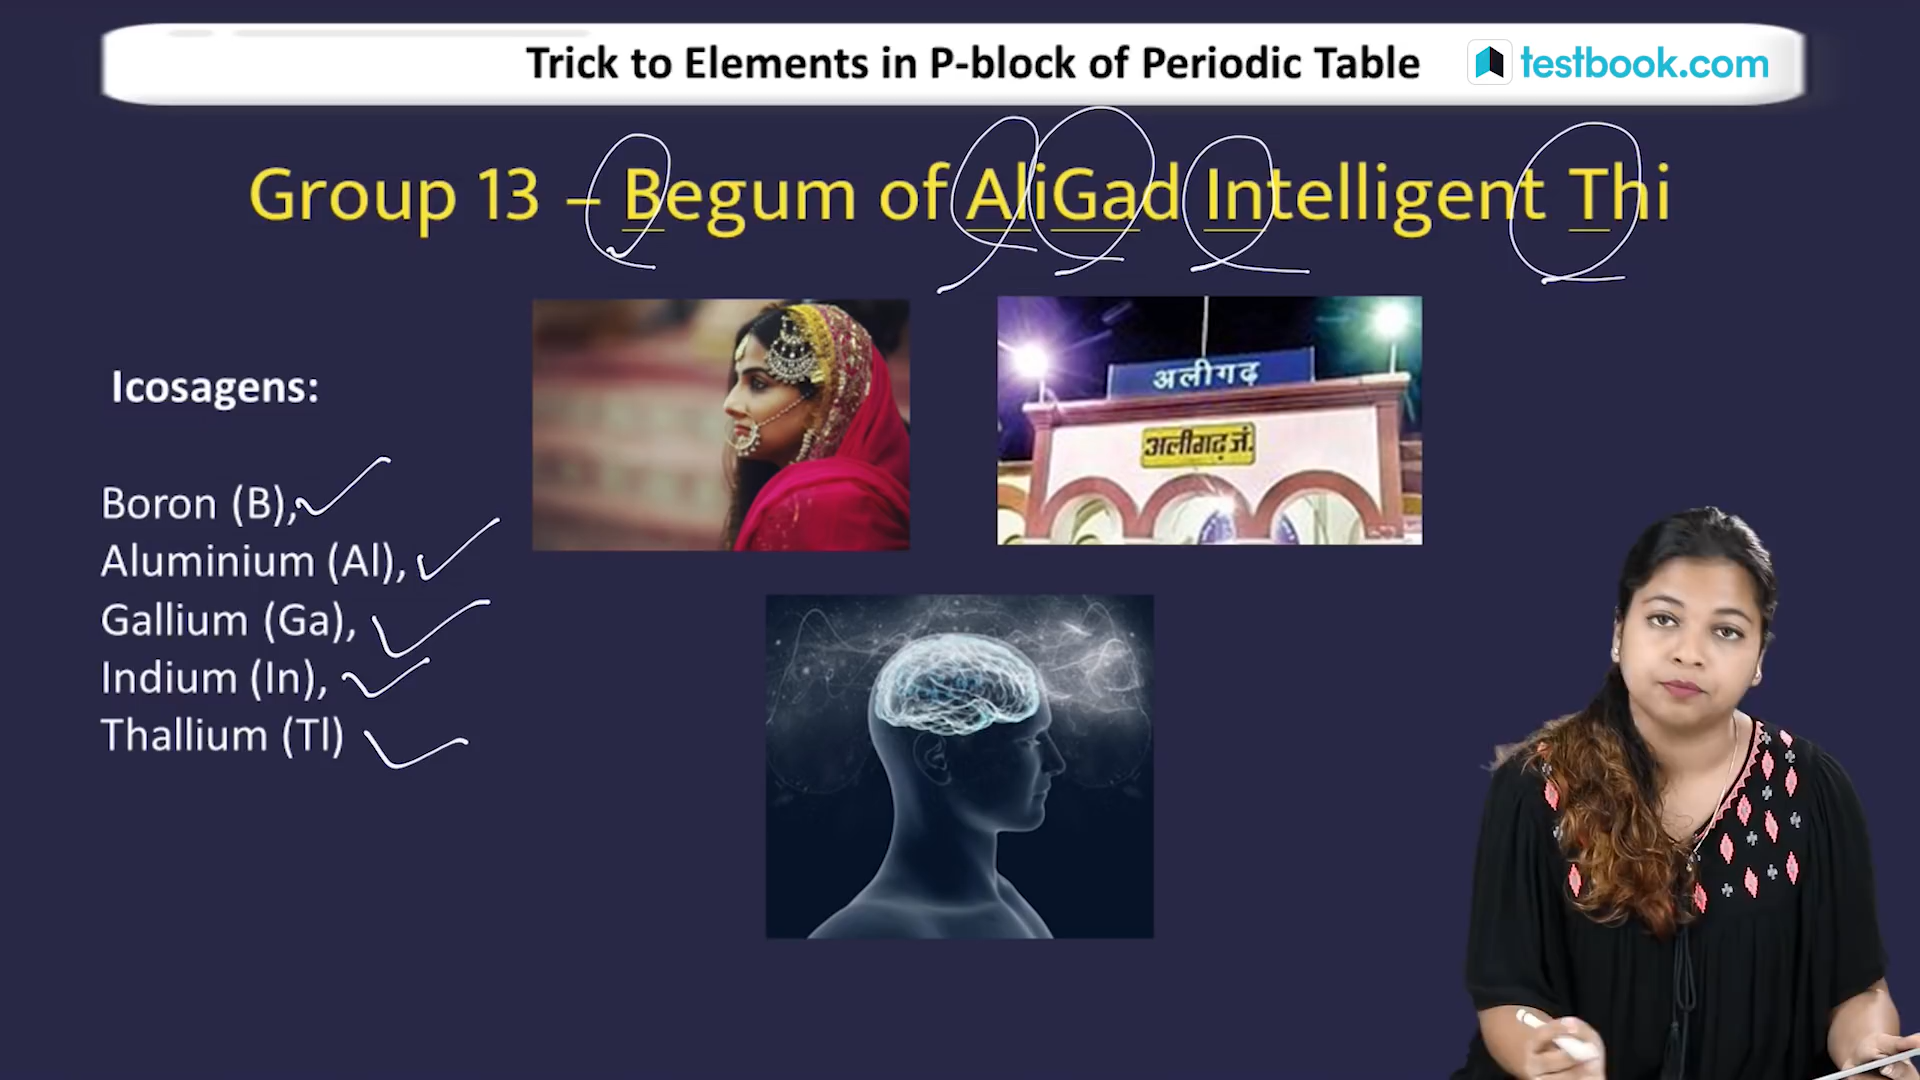 Trick to Elements in P-block of Periodic Table
testbook.com
Group 13 – Begum of AliGad Intelligent Thi
Icosagens:
Boron (B),
Aluminium (Al),
Gallium (Ga),
Indium (In),
Thallium (Tl)
अलीगढ़
अलीगढ़ जं.